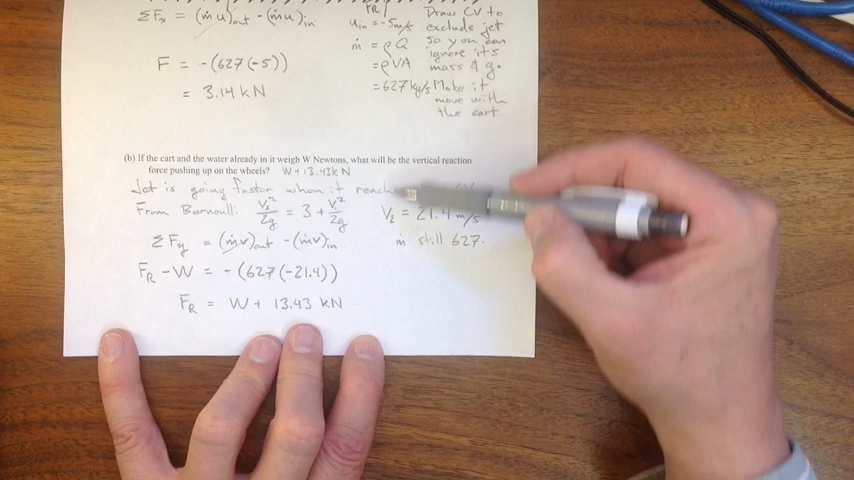 ΣFx = (ṁu)out - (ṁu)in
F = -(627(-5))
= 3.14 kN
FR
uin = -5m/s
ṁ = ρQ
= ρVA
= 627 kg/s
Draw CV to
exclude jet
so you can
ignore its
mass & g.
Make it
move with
the cart.
(b) If the cart and the water already in it weigh W Newtons, what will be the vertical reaction
force pushing up on the wheels? W+13.43kN
Jet is going faster when it reach
From Bernoulli: V2²/2g = 3 + V1²/2g
V2 = 21.4 m/s
ΣFy = (ṁv)out - (ṁv)in
ṁ still 627.
FR - W = -(627(-21.4))
FR = W + 13.43 kN